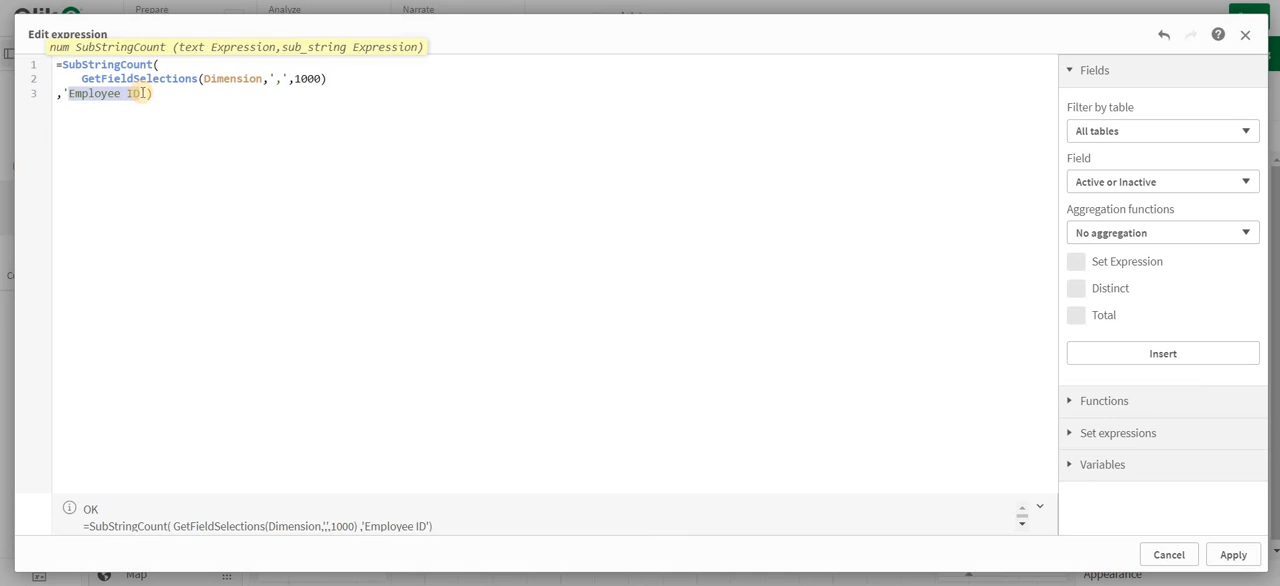 Prepare
Analyze
Narrate
Edit expression
num SubStringCount (text Expression,sub_string Expression)
1 =SubStringCount(
2 GetFieldSelections(Dimension,',',1000)
3 ,'Employee ID')
Fields
Filter by table
All tables
Field
Active or Inactive
Aggregation functions
No aggregation
Set Expression
Distinct
Total
Insert
Functions
Set expressions
Variables
OK
=SubStringCount( GetFieldSelections(Dimension,',',1000) ,'Employee ID')
Cancel
Apply
Map
Appearance